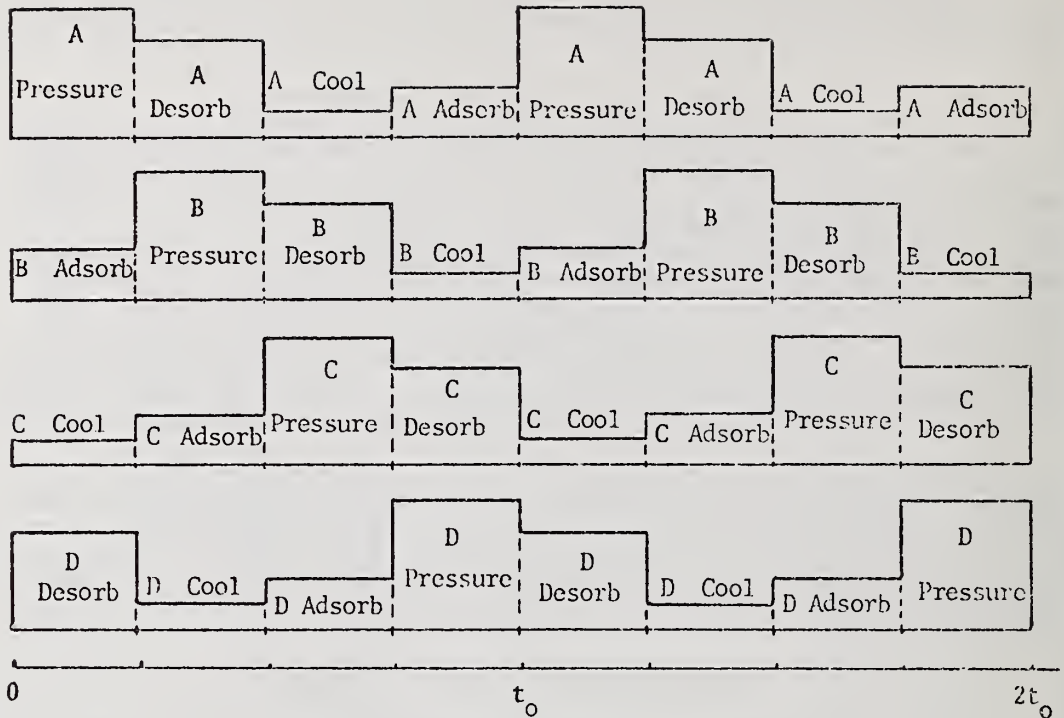 A
A
Pressure
A
Desorb
A Cool
A Adsorb
Pressure
A
Desorb
A Cool
A Adsorb
B
B
B Adsorb
Pressure
B
Desorb
B Cool
B Adsorb
Pressure
B
Desorb
B Cool
C
C
C Cool
C Adsorb
Pressure
C
Desorb
C Cool
C Adsorb
Pressure
C
Desorb
D
D
D
Desorb
D Cool
D Adsorb
Pressure
D
Desorb
D Cool
D Adsorb
Pressure
0
t₀
2t₀